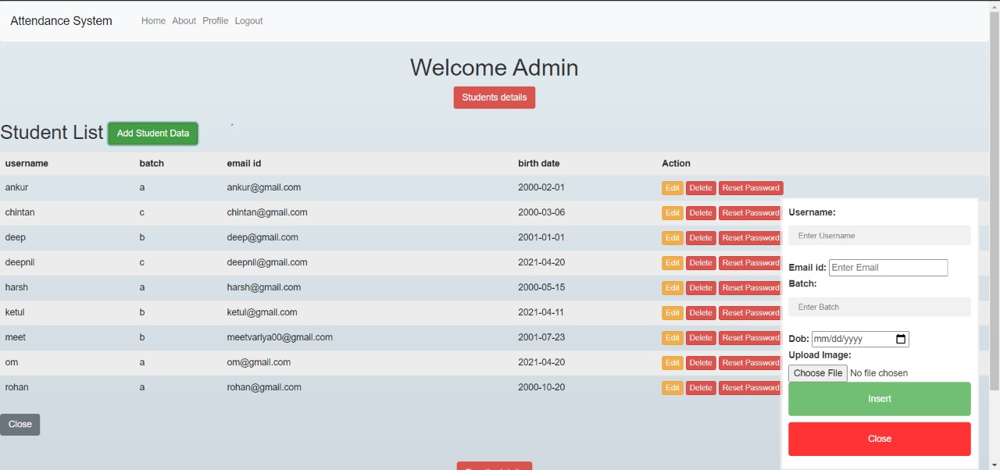 Attendance System Home About Profile Logout
Welcome Admin
Students details
Student List Add Student Data
username batch email id birth date Action
ankur a ankur@gmail.com 2000-02-01 Edit Delete Reset Password
chintan c chintan@gmail.com 2000-03-06 Edit Delete Reset Password
deep b deep@gmail.com 2001-01-01 Edit Delete Reset Password
deepnil c deepnil@gmail.com 2021-04-20 Edit Delete Reset Password
harsh a harsh@gmail.com 2000-05-15 Edit Delete Reset Password
ketul b ketul@gmail.com 2021-04-11 Edit Delete Reset Password
meet b meetvariya00@gmail.com 2001-07-23 Edit Delete Reset Password
om a om@gmail.com 2021-04-20 Edit Delete Reset Password
rohan a rohan@gmail.com 2000-10-20 Edit Delete Reset Password
Close
Username:
Enter Username
Email id: Enter Email
Batch:
Enter Batch
Dob: mm/dd/yyyy
Upload Image:
Choose File No file chosen
Insert
Close